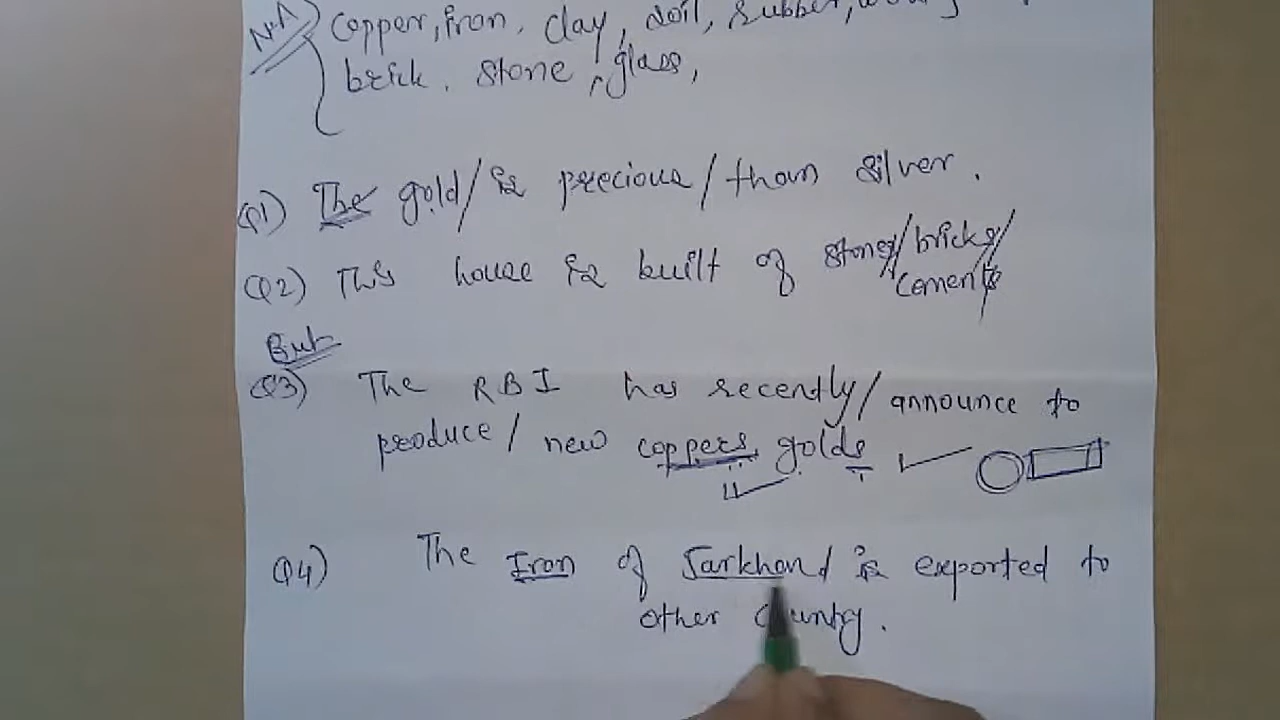 Copper, iron, clay, soil, rubber,
brick, stone, glass,
Q1) The gold/is precious/than silver.
Q2) This house is built of stones/bricks/
cements
But
Q3) The RBI has recently/announce to
produce/new coppers golds
Q4) The Iron of Jarkhand is exported to
other country.